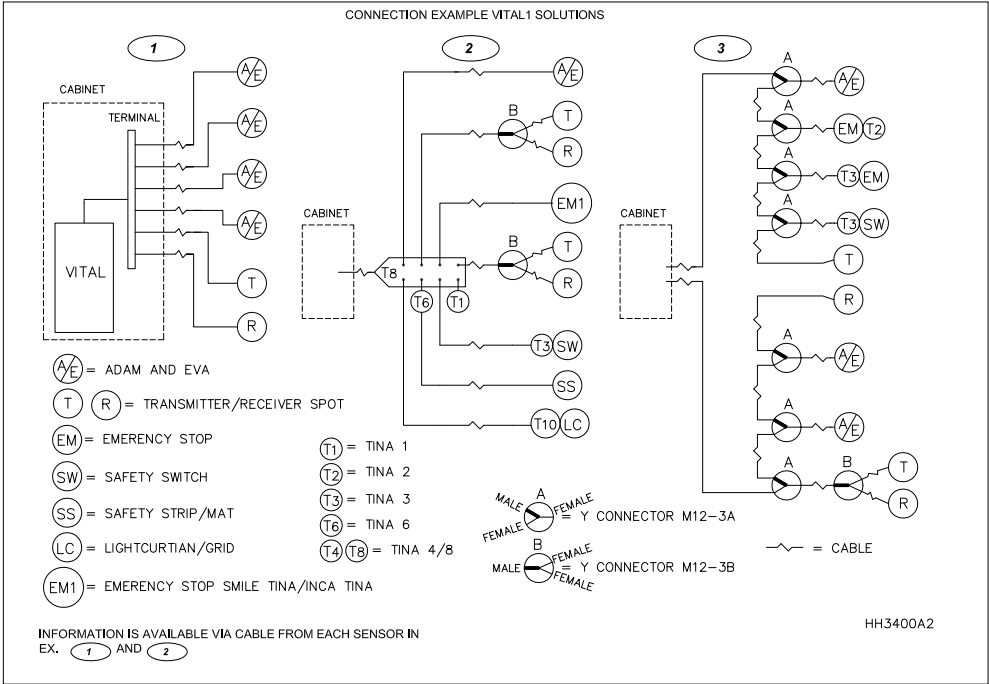 CONNECTION EXAMPLE VITAL1 SOLUTIONS
1
CABINET
TERMINAL
VITAL
A/E
A/E
A/E
A/E
T
R
2
CABINET
T8
A/E
B
T
R
EM1
B
T
R
T6
T1
T3 SW
SS
T10 LC
3
CABINET
A
A/E
A
EM T2
A
T3 EM
A
T3 SW
T
R
A
A/E
A
A/E
A
B
T
R
A/E = ADAM AND EVA
T R = TRANSMITTER/RECEIVER SPOT
EM = EMERENCY STOP
SW = SAFETY SWITCH
SS = SAFETY STRIP/MAT
LC = LIGHTCURTIAN/GRID
EM1 = EMERENCY STOP SMILE TINA/INCA TINA
T1 = TINA 1
T2 = TINA 2
T3 = TINA 3
T6 = TINA 6
T4 T8 = TINA 4/8
A
MALE
FEMALE
FEMALE
= Y CONNECTOR M12-3A
B
MALE
FEMALE
FEMALE
= Y CONNECTOR M12-3B
= CABLE
INFORMATION IS AVAILABLE VIA CABLE FROM EACH SENSOR IN
EX. 1 AND 2
HH3400A2